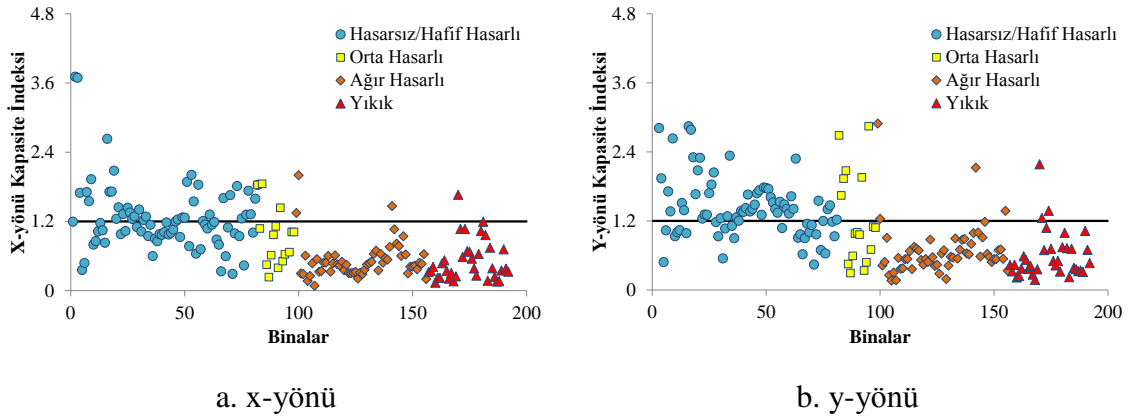 4.8
3.6
2.4
1.2
0
X-yönü Kapasite İndeksi
Hasarsız/Hafif Hasarlı
Orta Hasarlı
Ağır Hasarlı
Yıkık
0
50
100
150
200
Binalar
a. x-yönü
4.8
3.6
2.4
1.2
0
Y-yönü Kapasite İndeksi
Hasarsız/Hafif Hasarlı
Orta Hasarlı
Ağır Hasarlı
Yıkık
0
50
100
150
200
Binalar
b. y-yönü